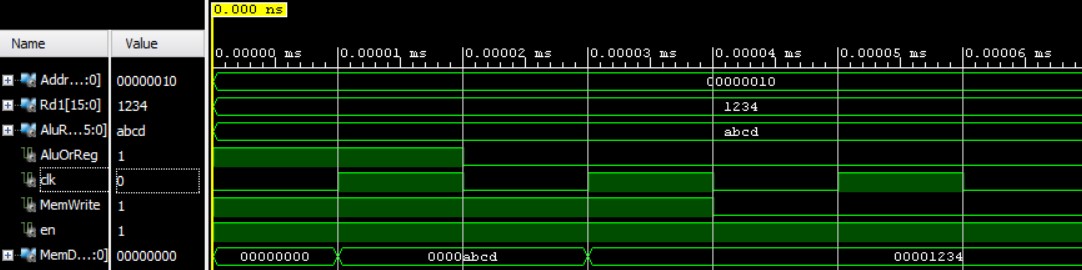 0.000 ns
Name Value
0.00000 ms 0.00001 ms 0.00002 ms 0.00003 ms 0.00004 ms 0.00005 ms 0.00006 ms
Addr...:0] 00000010 00000010
Rd1[15:0] 1234 1234
AluR...5:0] abcd abcd
AluOrReg 1
clk 0
MemWrite 1
en 1
MemD...:0] 00000000 00000000 0000abcd 00001234